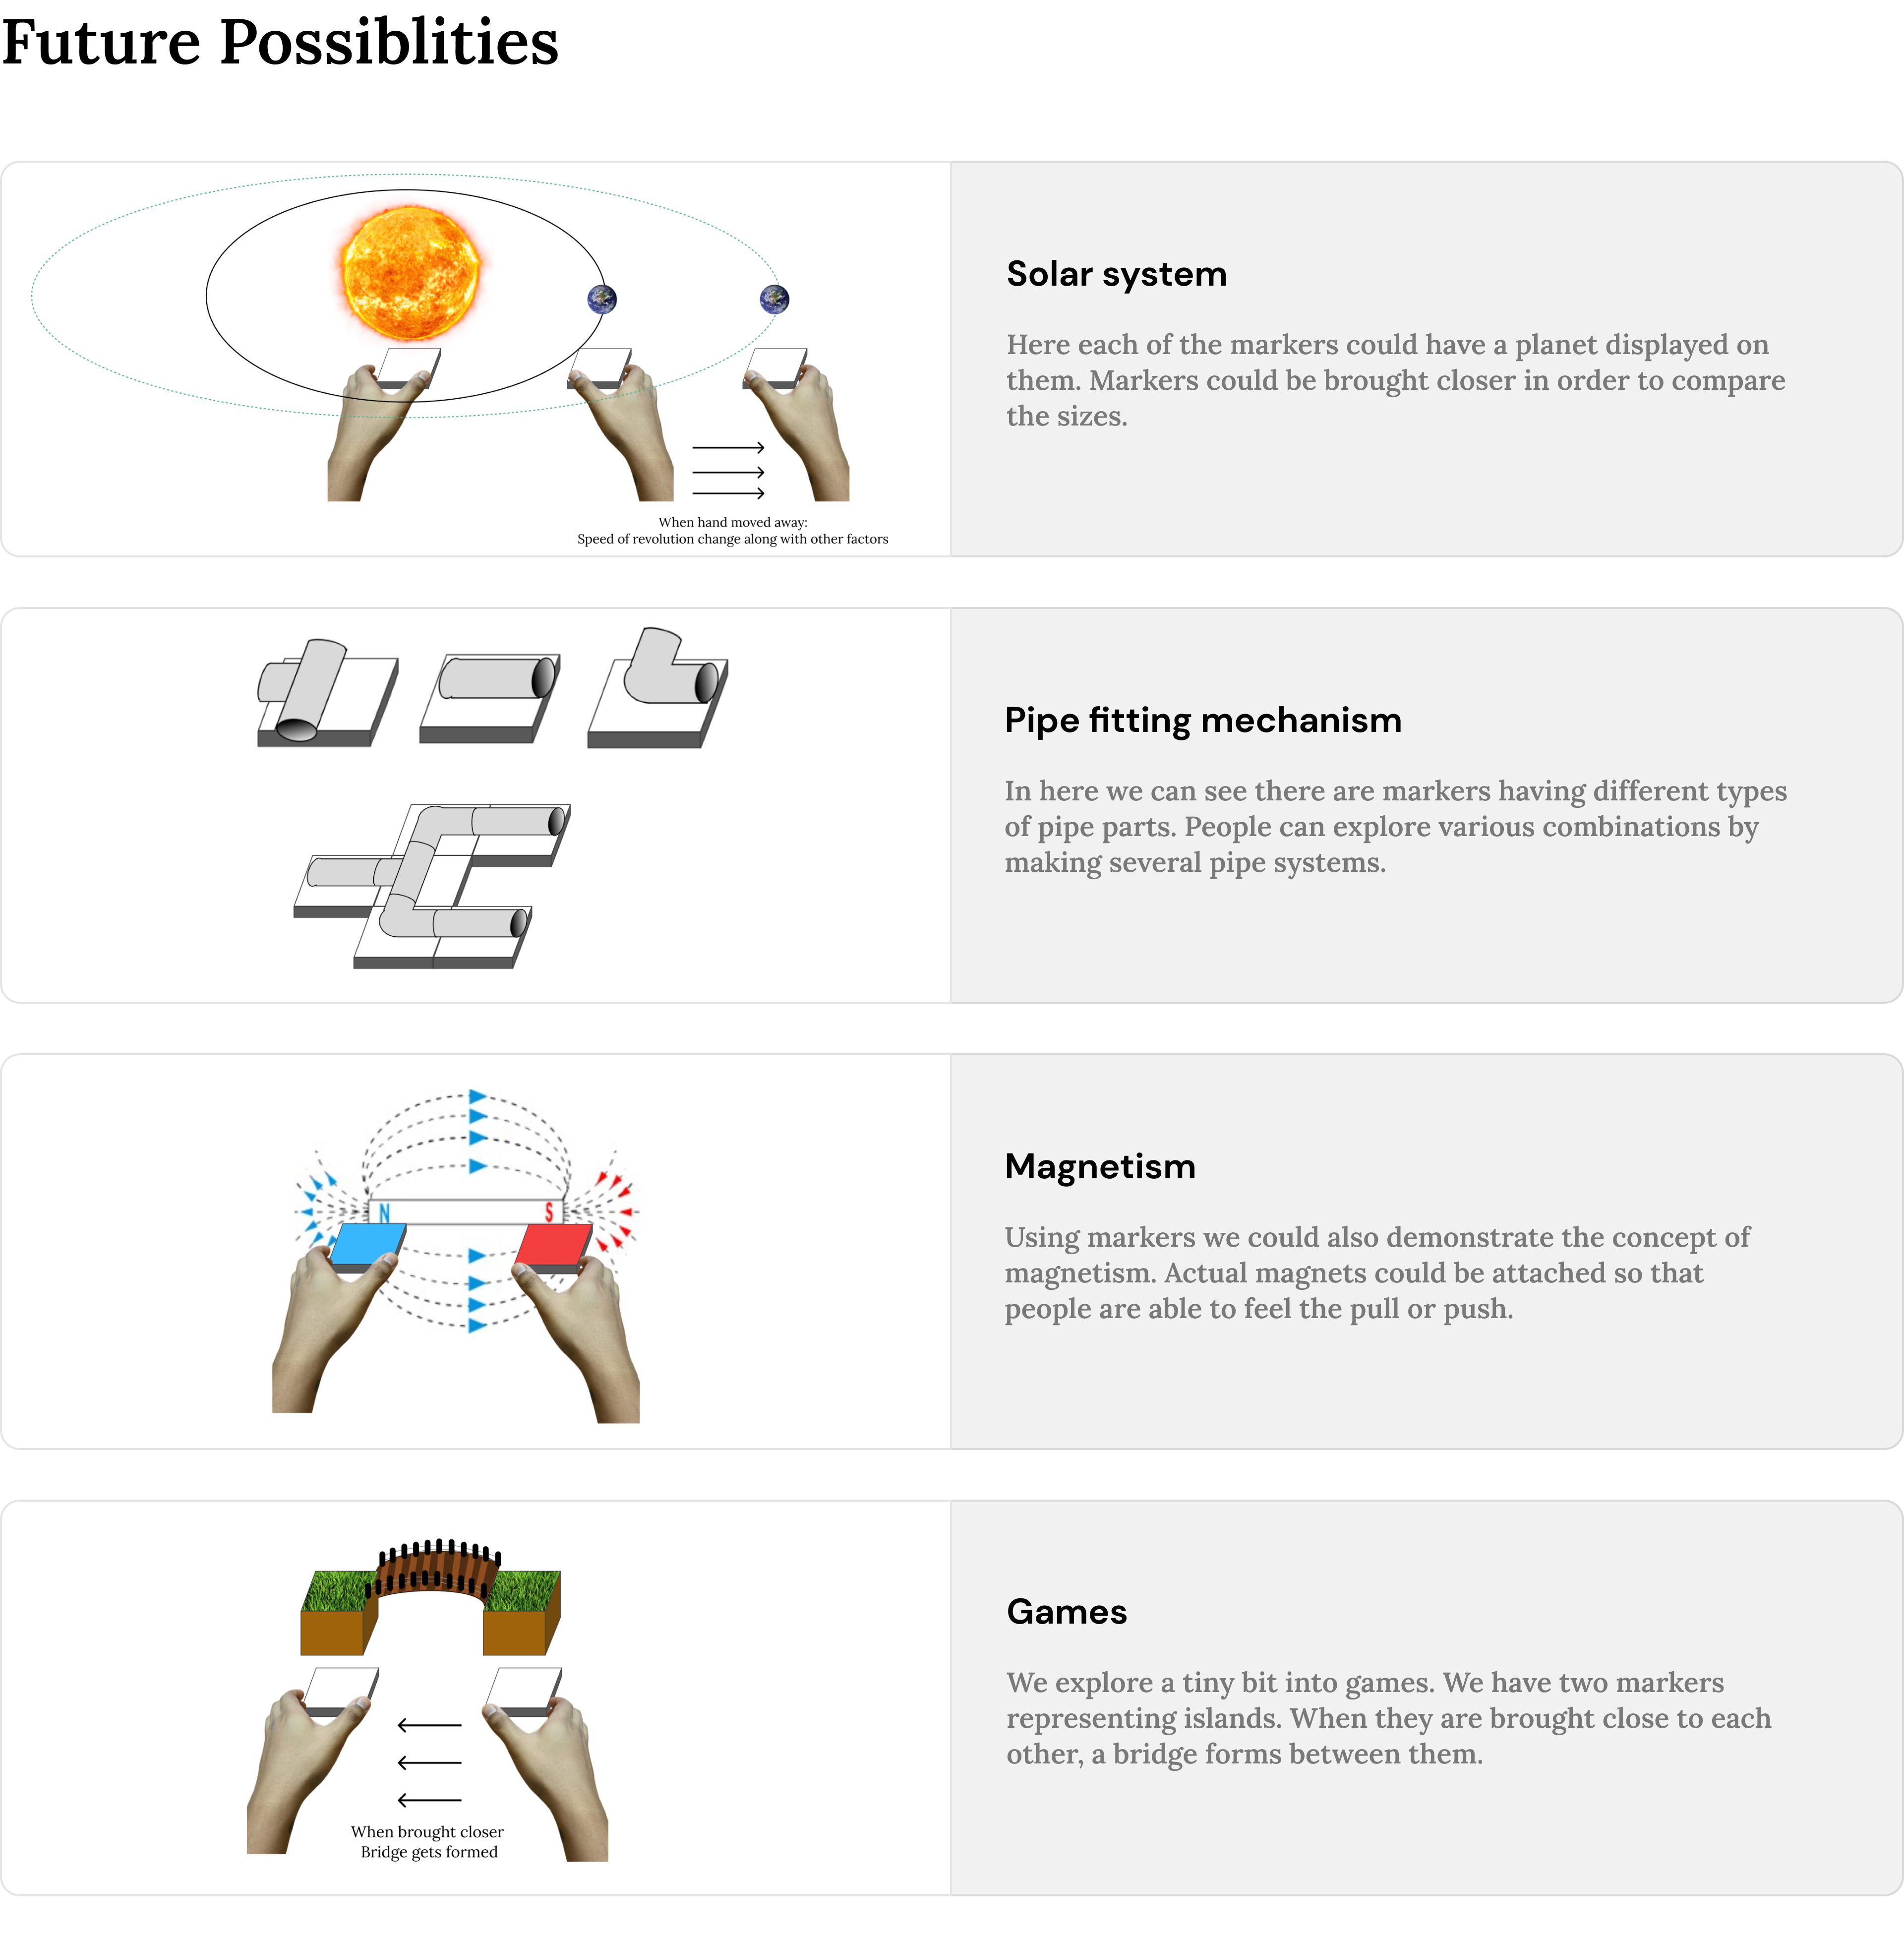 Future Possiblities
Solar system
Here each of the markers could have a planet displayed on
them. Markers could be brought closer in order to compare
the sizes.
When hand moved away:
Speed of revolution change along with other factors
Pipe fitting mechanism
In here we can see there are markers having different types
of pipe parts. People can explore various combinations by
making several pipe systems.
N
S
Magnetism
Using markers we could also demonstrate the concept of
magnetism. Actual magnets could be attached so that
people are able to feel the pull or push.
Games
We explore a tiny bit into games. We have two markers
representing islands. When they are brought close to each
other, a bridge forms between them.
When brought closer
Bridge gets formed